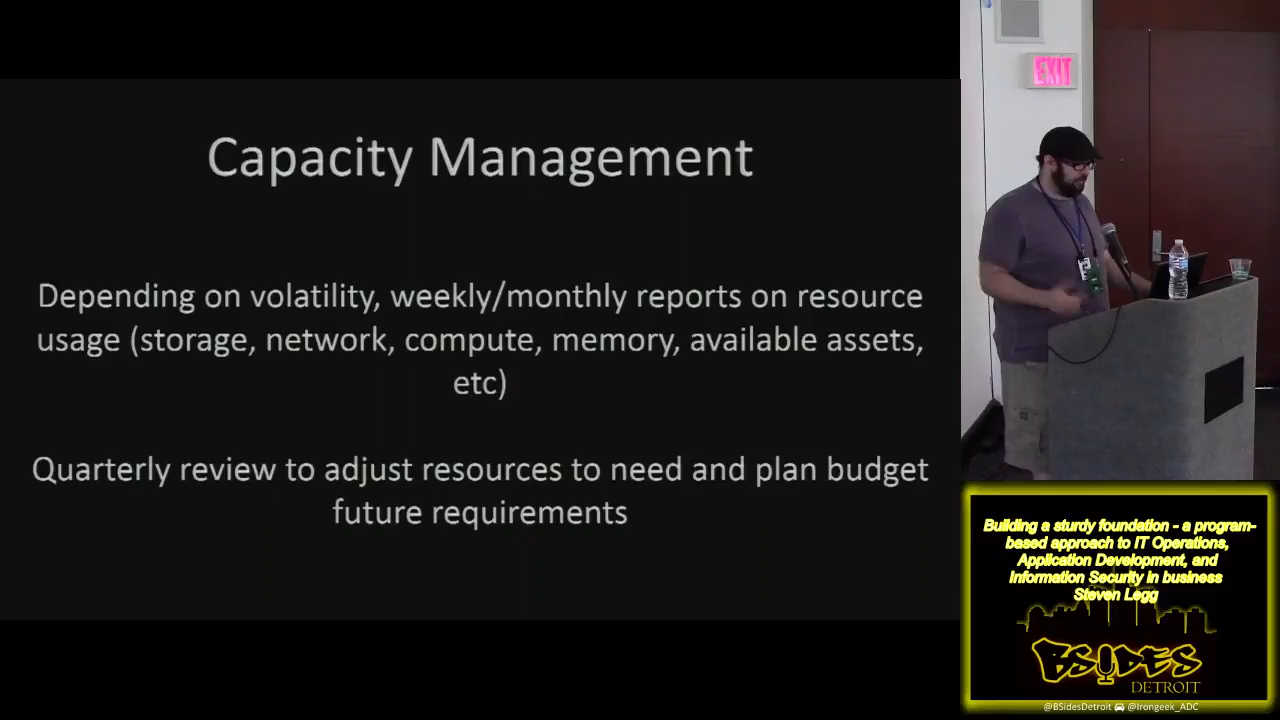 Capacity Management
Depending on volatility, weekly/monthly reports on resource
usage (storage, network, compute, memory, available assets,
etc)
Quarterly review to adjust resources to need and plan budget
future requirements
EXIT
Building a sturdy foundation - a program-
based approach to IT Operations,
Application Development, and
Information Security in business
Steven Legg
BSIDES
DETROIT
@BSidesDetroit @Irongeek_ADC